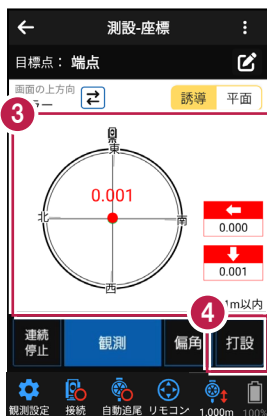 測設-座標
目標点： 端点
画面の上方向
ラー
誘導 平面
3
東
0.001
北
南
西
0.000
0.001
1m以内
4
連続
停止
観測
偏角
打設
観測設定 接続 自動追尾 リモコン 1.000m 100